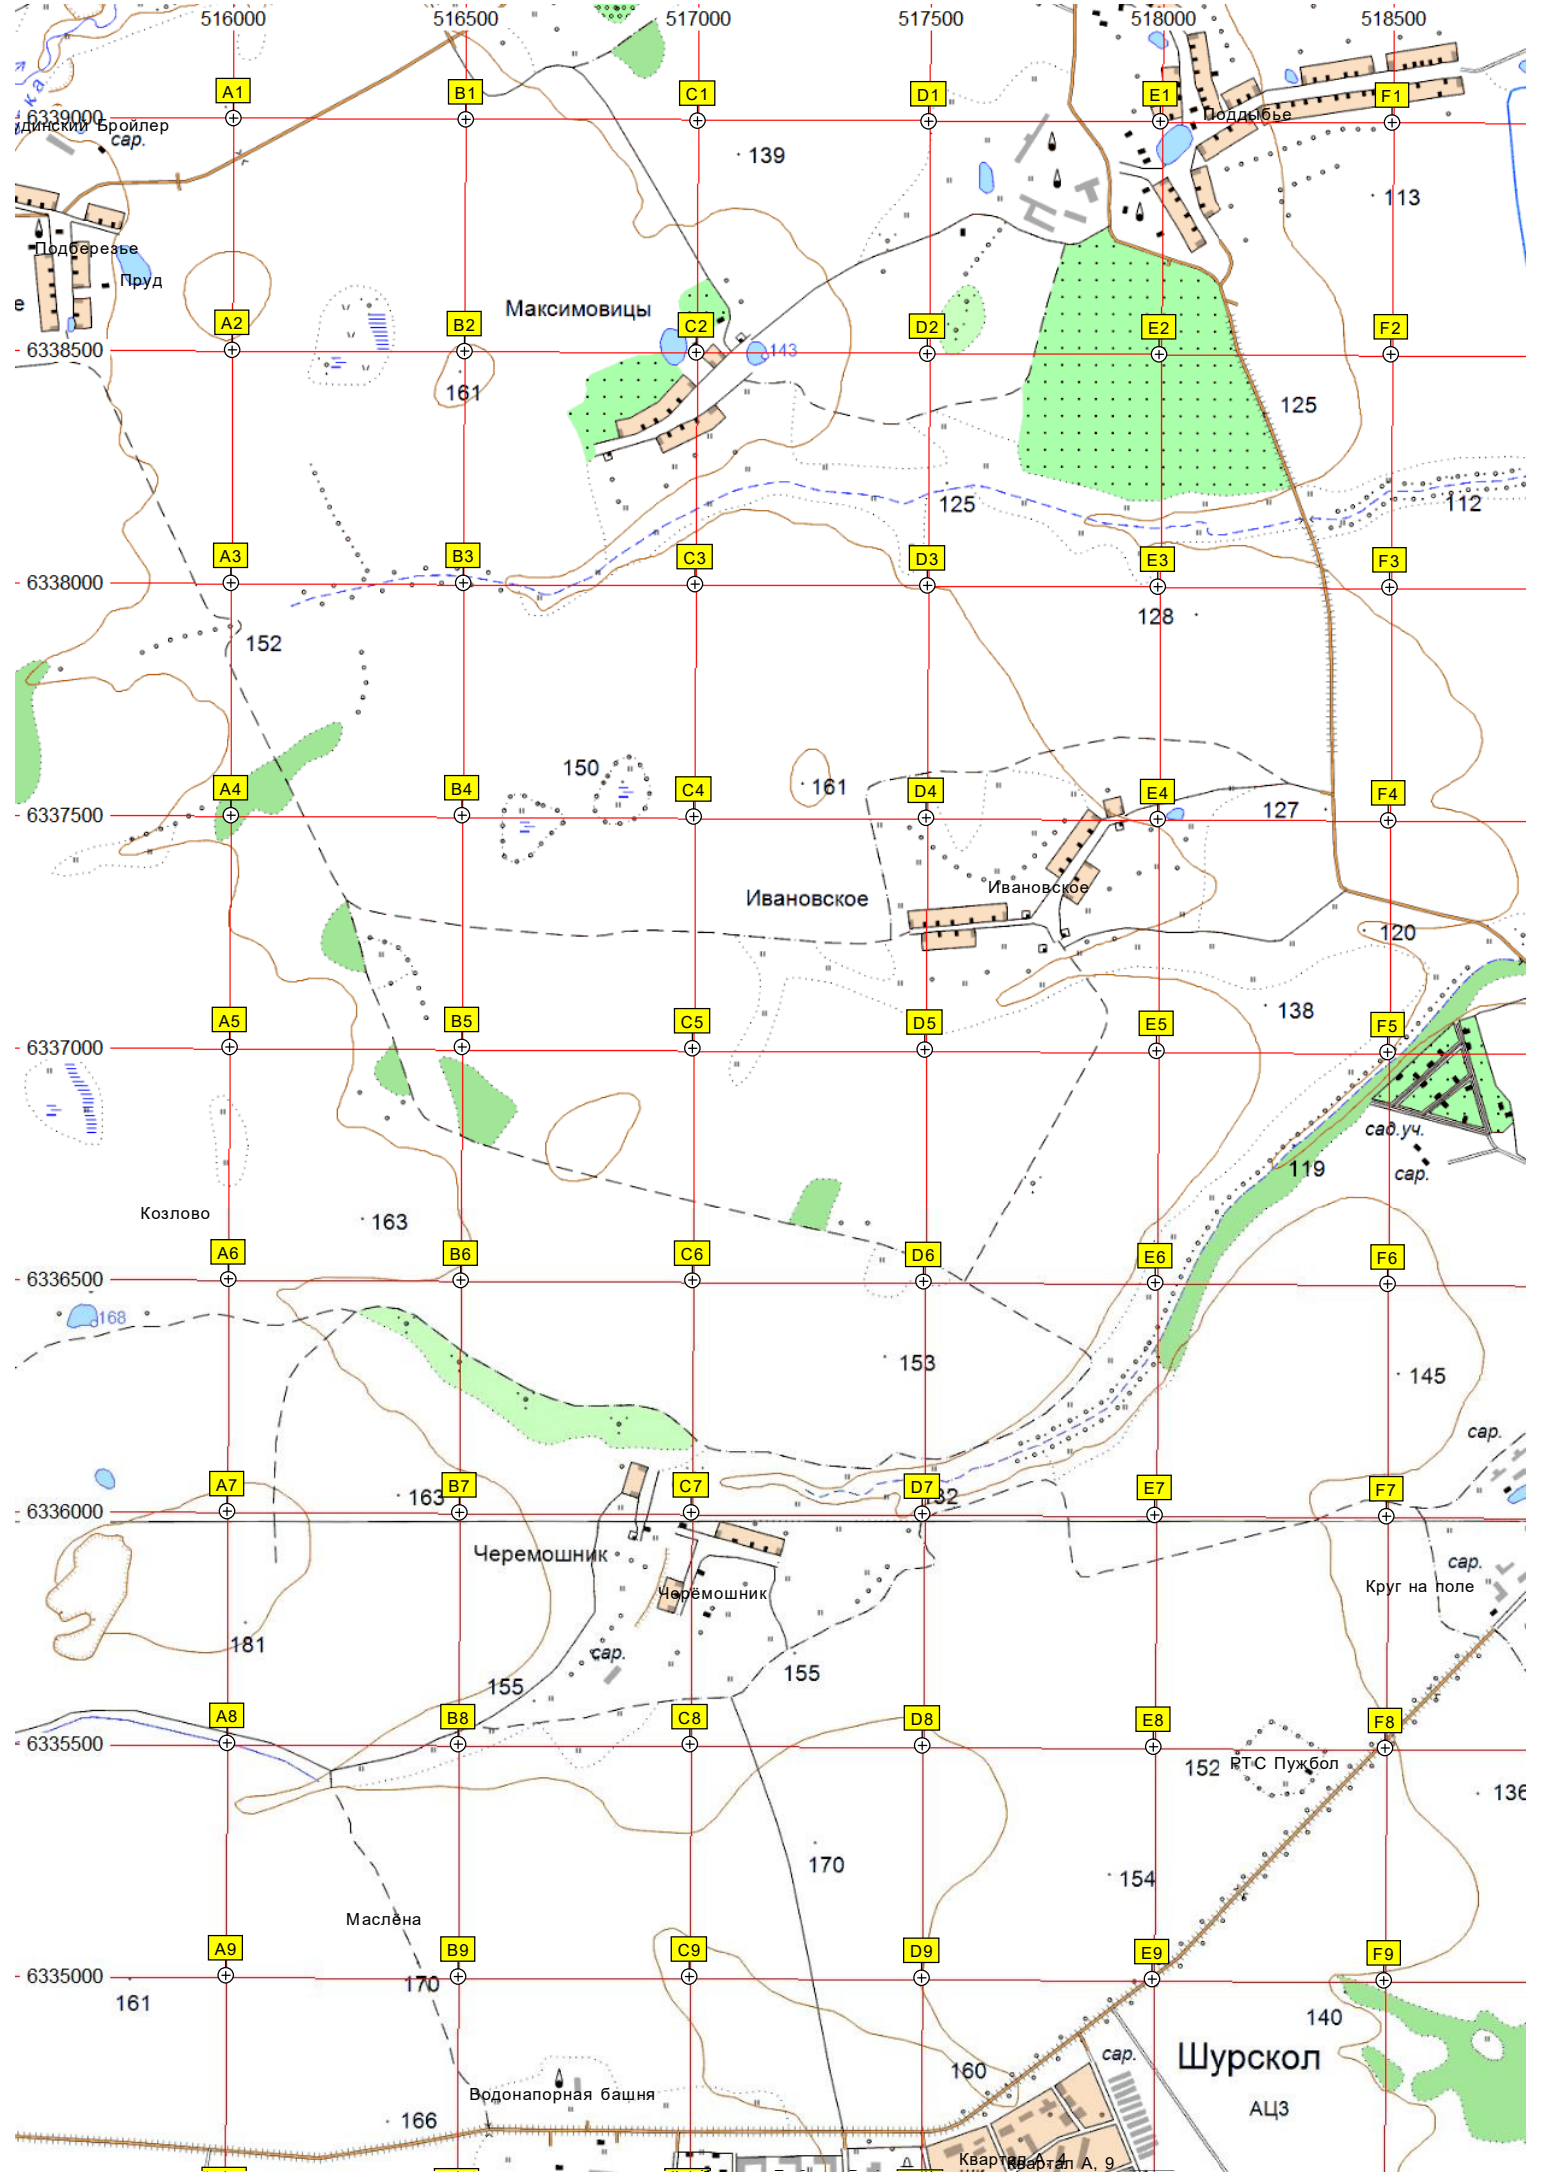 516000 516500 517000 517500 518000 518500
A1 B1 C1 D1 E1 F1
6339000
динский Бройлер
Поддыбье
сар.
139
113
Подберезье
Пруд
е
Максимовицы
A2 B2 C2 D2 E2 F2
6338500
143
161
125
125
112
A3 B3 C3 D3 E3 F3
6338000
128
152
150
161
A4 B4 C4 D4 E4 F4
127
6337500
Ивановское
Ивановское
120
138
A5 B5 C5 D5 E5 F5
6337000
сад.уч.
119
сар.
Козлово
163
A6 B6 C6 D6 E6 F6
6336500
168
153
145
сар.
A7 B7 C7 D7 E7 F7
163
6336000
Черемошник
сар.
Черёмошник
Круг на поле
181
сар.
155
155
A8 B8 C8 D8 E8 F8
6335500
152
РТС Пужбол
136
170
154
Маслёна
A9 B9 C9 D9 E9 F9
6335000
170
161
140
Шурскол
сар.
160
Водонапорная башня
АЦЗ
166
Квартал А, 9